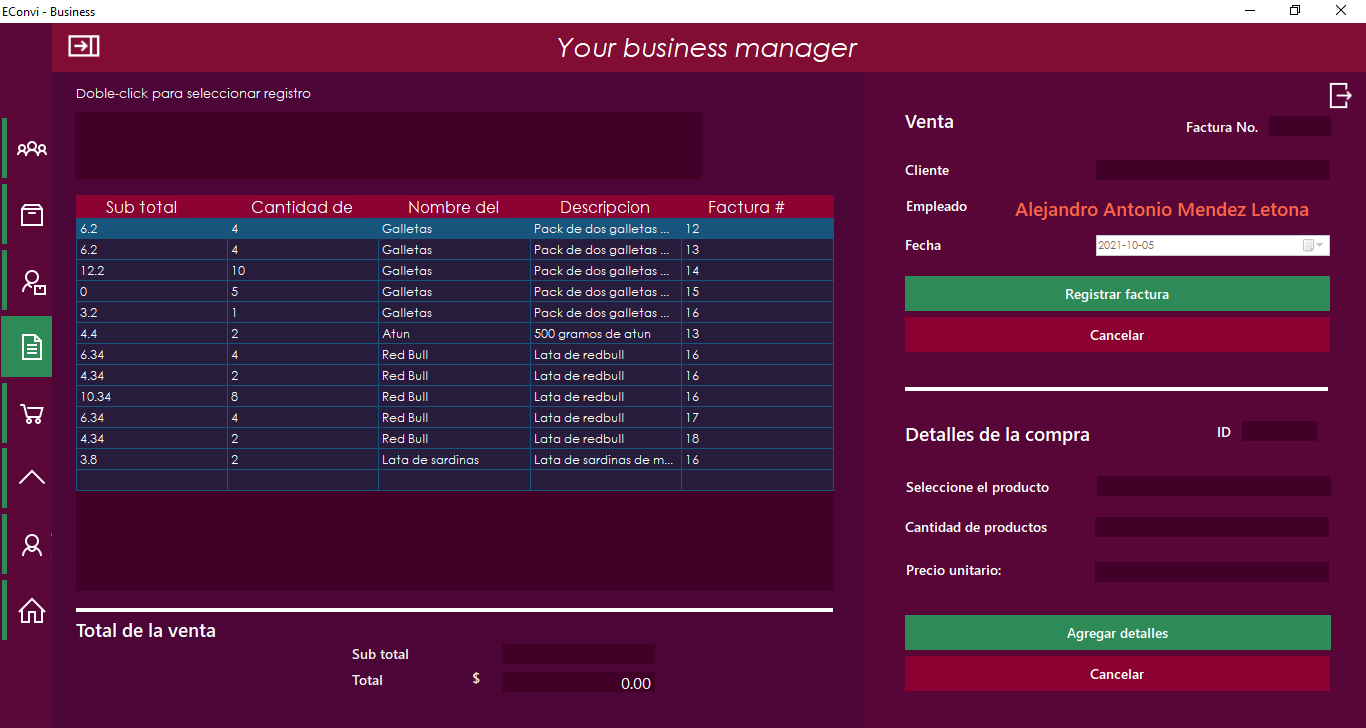 EConvi - Business
Your business manager
Doble-click para seleccionar registro
Sub total Cantidad de Nombre del Descripcion Factura #
6.2 4 Galletas Pack de dos galletas ... 12
6.2 4 Galletas Pack de dos galletas ... 13
12.2 10 Galletas Pack de dos galletas ... 14
0 5 Galletas Pack de dos galletas ... 15
3.2 1 Galletas Pack de dos galletas ... 16
4.4 2 Atun 500 gramos de atun 13
6.34 4 Red Bull Lata de redbull 16
4.34 2 Red Bull Lata de redbull 16
10.34 8 Red Bull Lata de redbull 16
6.34 4 Red Bull Lata de redbull 17
4.34 2 Red Bull Lata de redbull 18
3.8 2 Lata de sardinas Lata de sardinas de m... 16
Total de la venta
Sub total
Total $ 0.00
Venta
Factura No.
Cliente
Empleado Alejandro Antonio Mendez Letona
Fecha 2021-10-05
Registrar factura
Cancelar
Detalles de la compra ID
Seleccione el producto
Cantidad de productos
Precio unitario:
Agregar detalles
Cancelar